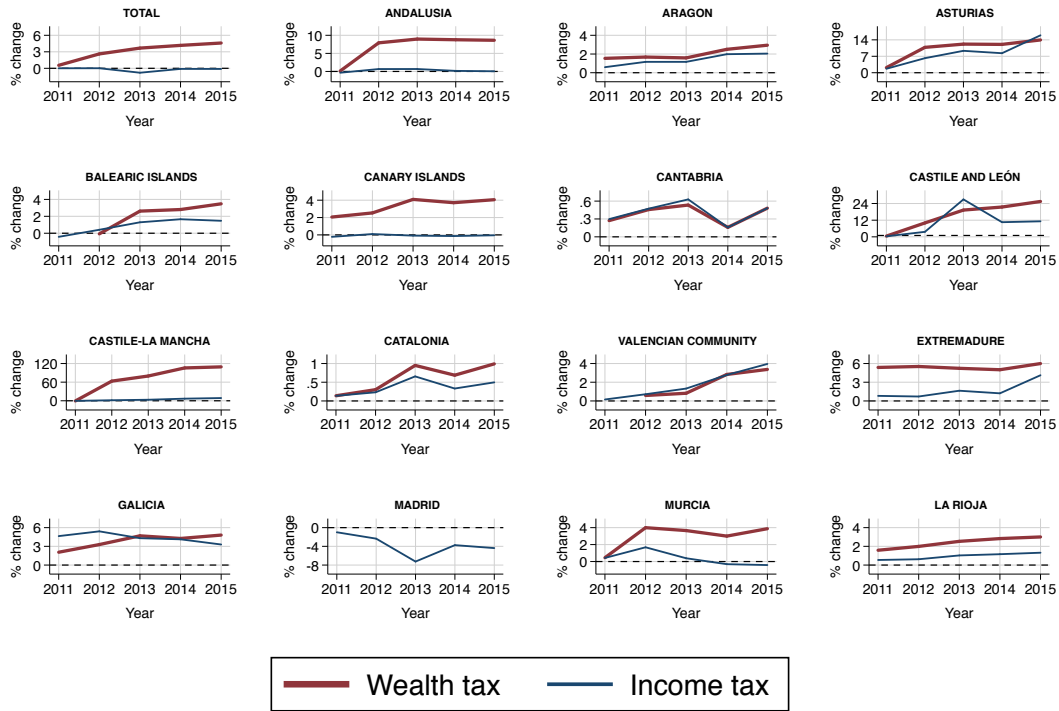 TOTAL
% change
6
3
0
2011 2012 2013 2014 2015
Year
ANDALUSIA
% change
10
5
0
2011 2012 2013 2014 2015
Year
ARAGON
% change
4
2
0
2011 2012 2013 2014 2015
Year
ASTURIAS
% change
14
7
0
2011 2012 2013 2014 2015
Year
BALEARIC ISLANDS
% change
4
2
0
2011 2012 2013 2014 2015
Year
CANARY ISLANDS
% change
4
2
0
2011 2012 2013 2014 2015
Year
CANTABRIA
% change
.6
.3
0
2011 2012 2013 2014 2015
Year
CASTILE AND LEÓN
% change
24
12
0
2011 2012 2013 2014 2015
Year
CASTILE-LA MANCHA
% change
120
60
0
2011 2012 2013 2014 2015
Year
CATALONIA
% change
1
.5
0
2011 2012 2013 2014 2015
Year
VALENCIAN COMMUNITY
% change
4
2
0
2011 2012 2013 2014 2015
Year
EXTREMADURE
% change
6
3
0
2011 2012 2013 2014 2015
Year
GALICIA
% change
6
3
0
2011 2012 2013 2014 2015
Year
MADRID
% change
0
-4
-8
2011 2012 2013 2014 2015
Year
MURCIA
% change
4
2
0
2011 2012 2013 2014 2015
Year
LA RIOJA
% change
4
2
0
2011 2012 2013 2014 2015
Year
Wealth tax Income tax